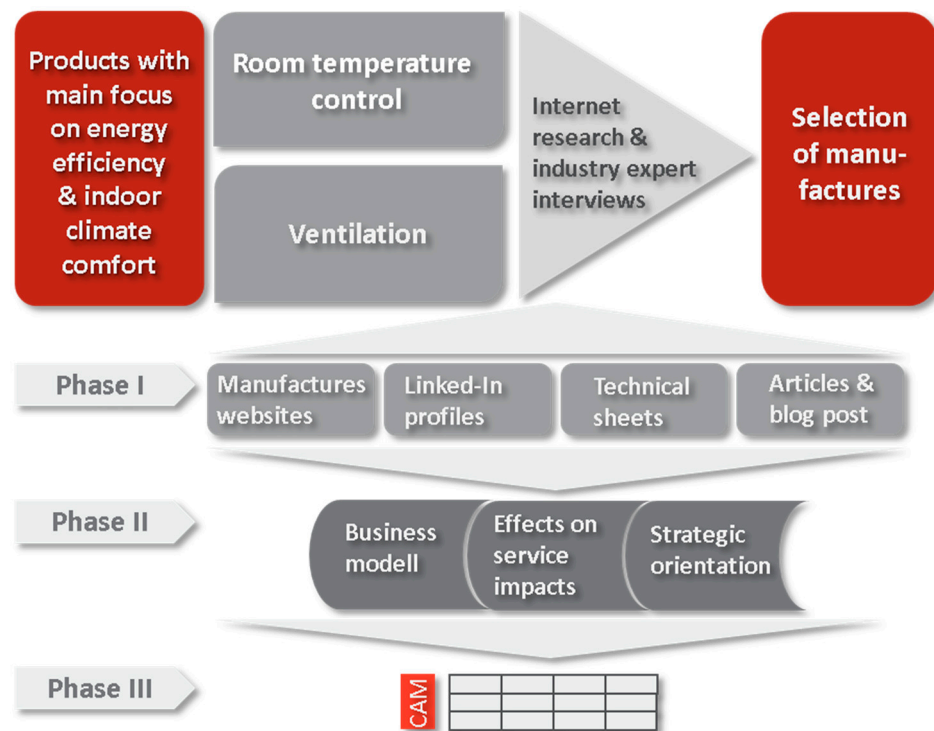 Products with
main focus
on energy
efficiency
& indoor
climate
comfort
Room temperature
control
Ventilation
Internet
research &
industry expert
interviews
Selection
of manu-
factures
Phase I
Manufactures
websites
Linked-In
profiles
Technical
sheets
Articles &
blog post
Phase II
Business
modell
Effects on
service
impacts
Strategic
orientation
Phase III
CAM